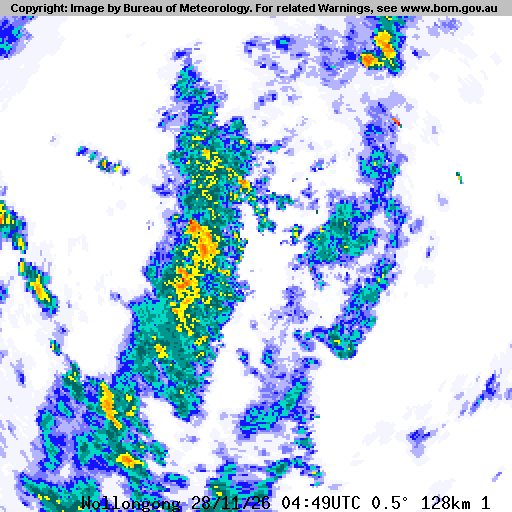 Copyright: Image by Bureau of Meteorology. For related Warnings, see www.bom.gov.au
Wollongong 28/11/26 04:49UTC 0.5° 128km 1